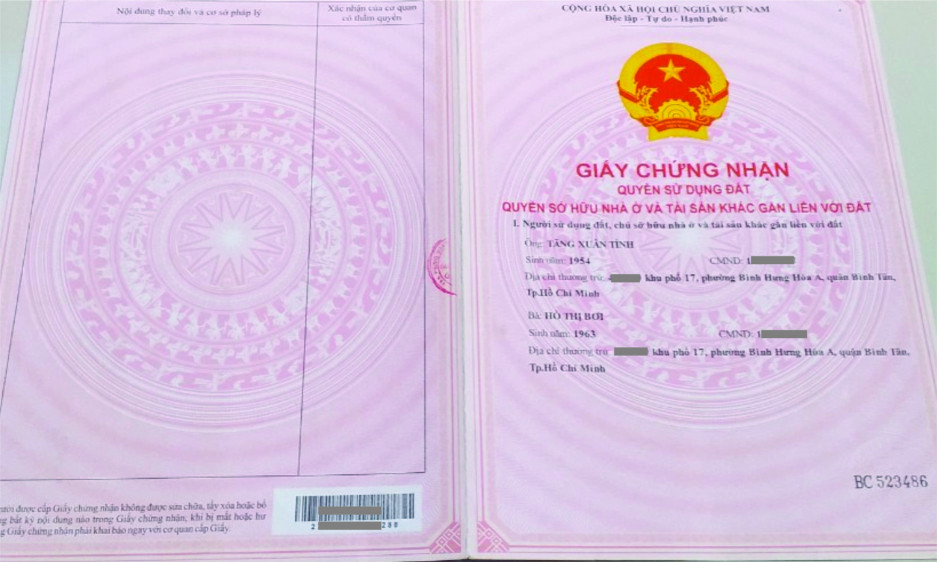 Nội dung thay đổi và cơ sở pháp lý
Xác nhận của cơ quan
có thẩm quyền
người được cấp Giấy chứng nhận không được sửa chữa, tẩy xóa hoặc bổ
bất kỳ nội dung nào trong Giấy chứng nhận; khi bị mất hoặc hư
Giấy chứng nhận phải khai báo ngay với cơ quan cấp Giấy.
2 288
CỘNG HÒA XÃ HỘI CHỦ NGHĨA VIỆT NAM
Độc lập - Tự do - Hạnh phúc
GIẤY CHỨNG NHẬN
QUYỀN SỬ DỤNG ĐẤT
QUYỀN SỞ HỮU NHÀ Ở VÀ TÀI SẢN KHÁC GẮN LIỀN VỚI ĐẤT
I. Người sử dụng đất, chủ sở hữu nhà ở và tài sản khác gắn liền với đất
Ông: TĂNG XUÂN TÌNH
Sinh năm: 1954 CMND: 1
Địa chỉ thường trú: khu phố 17, phường Bình Hưng Hòa A, quận Bình Tân,
Tp.Hồ Chí Minh
Bà: HỒ THỊ BƠI
Sinh năm: 1963 CMND: 1
Địa chỉ thường trú: khu phố 17, phường Bình Hưng Hòa A, quận Bình Tân,
Tp.Hồ Chí Minh
BC 523486